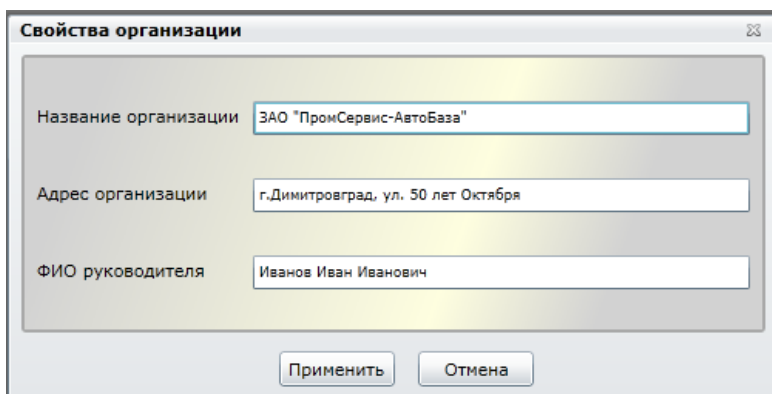 Свойства организации
Название организации ЗАО "ПромСервис-АвтоБаза"
Адрес организации г.Димитровград, ул. 50 лет Октября
ФИО руководителя Иванов Иван Иванович
Применить Отмена